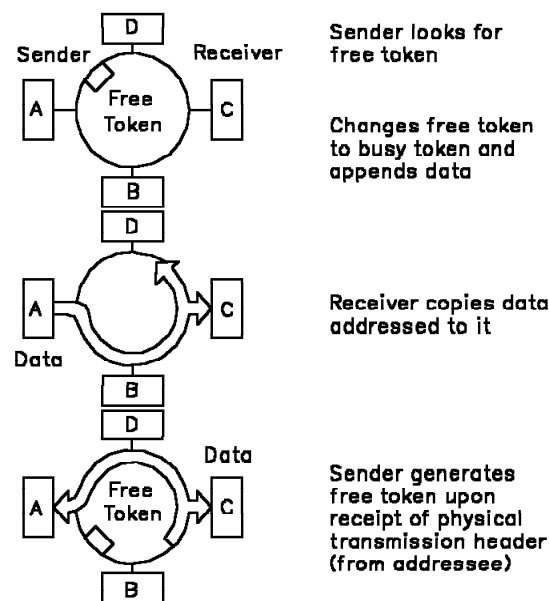 D
Sender
Receiver
A
Free
Token
C
B
Sender looks for
free token
Changes free token
to busy token and
appends data
D
A
C
Data
B
Receiver copies data
addressed to it
D
Data
A
Free
Token
C
B
Sender generates
free token upon
receipt of physical
transmission header
(from addressee)